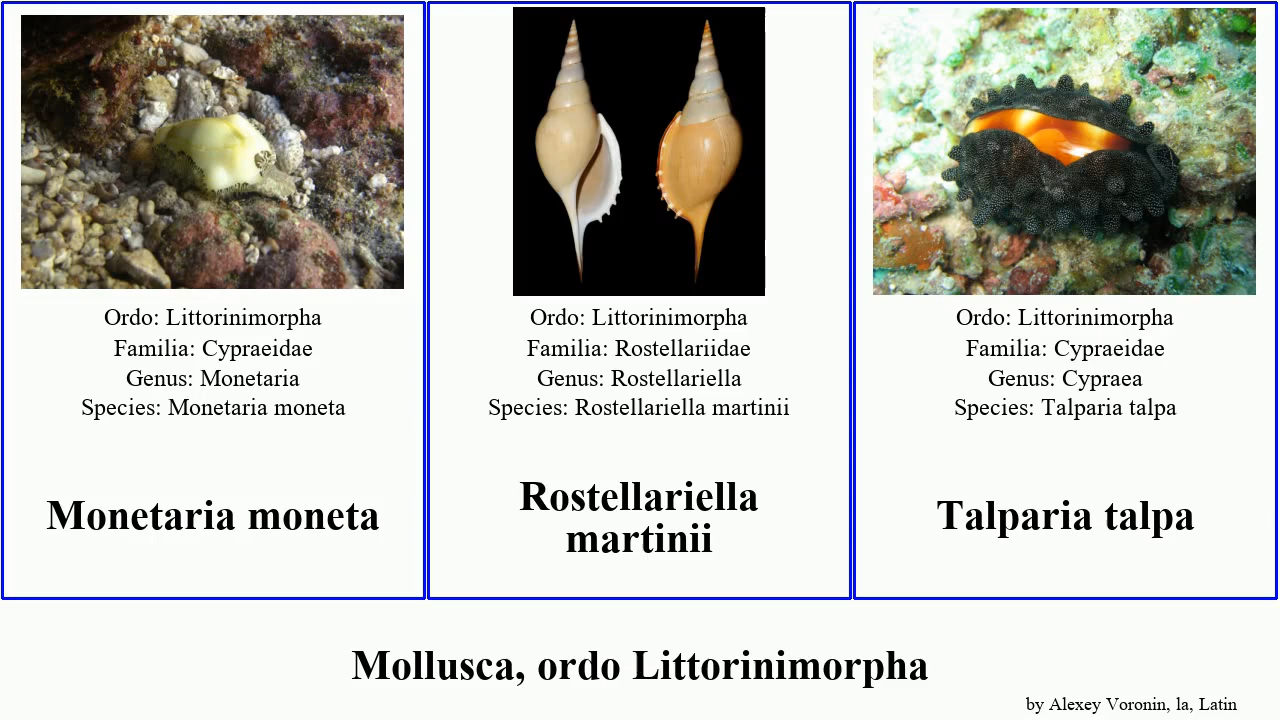 Ordo: Littorinimorpha
Familia: Cypraeidae
Genus: Monetaria
Species: Monetaria moneta
Monetaria moneta
Ordo: Littorinimorpha
Familia: Rostellariidae
Genus: Rostellariella
Species: Rostellariella martinii
Rostellariella
martinii
Ordo: Littorinimorpha
Familia: Cypraeidae
Genus: Cypraea
Species: Talparia talpa
Talparia talpa
Mollusca, ordo Littorinimorpha
by Alexey Voronin, la, Latin